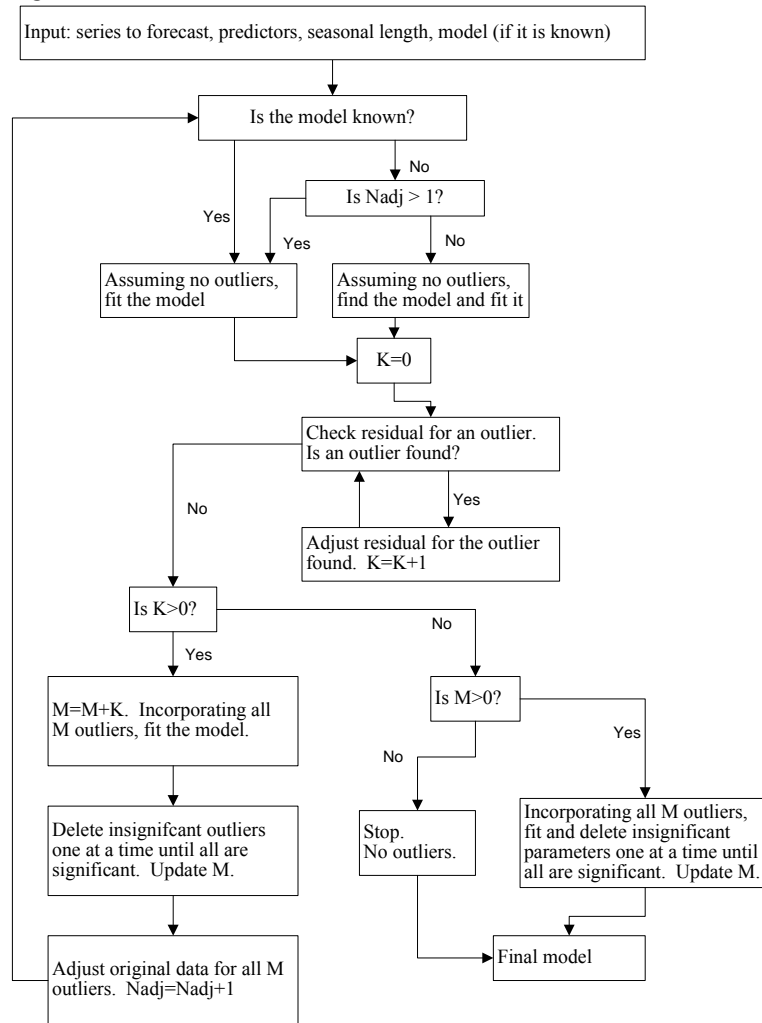 Input: series to forecast, predictors, seasonal length, model (if it is known)
Is the model known?
No
Is Nadj > 1?
Yes
Yes
No
Assuming no outliers,
fit the model
Assuming no outliers,
find the model and fit it
K=0
Check residual for an outlier.
Is an outlier found?
No
Yes
Adjust residual for the outlier
found. K=K+1
Is K>0?
No
Yes
Is M>0?
M=M+K. Incorporating all
M outliers, fit the model.
Yes
No
Delete insignifcant outliers
one at a time until all are
significant. Update M.
Stop.
No outliers.
Incorporating all M outliers,
fit and delete insignificant
parameters one at a time until
all are significant. Update M.
Adjust original data for all M
outliers. Nadj=Nadj+1
Final model